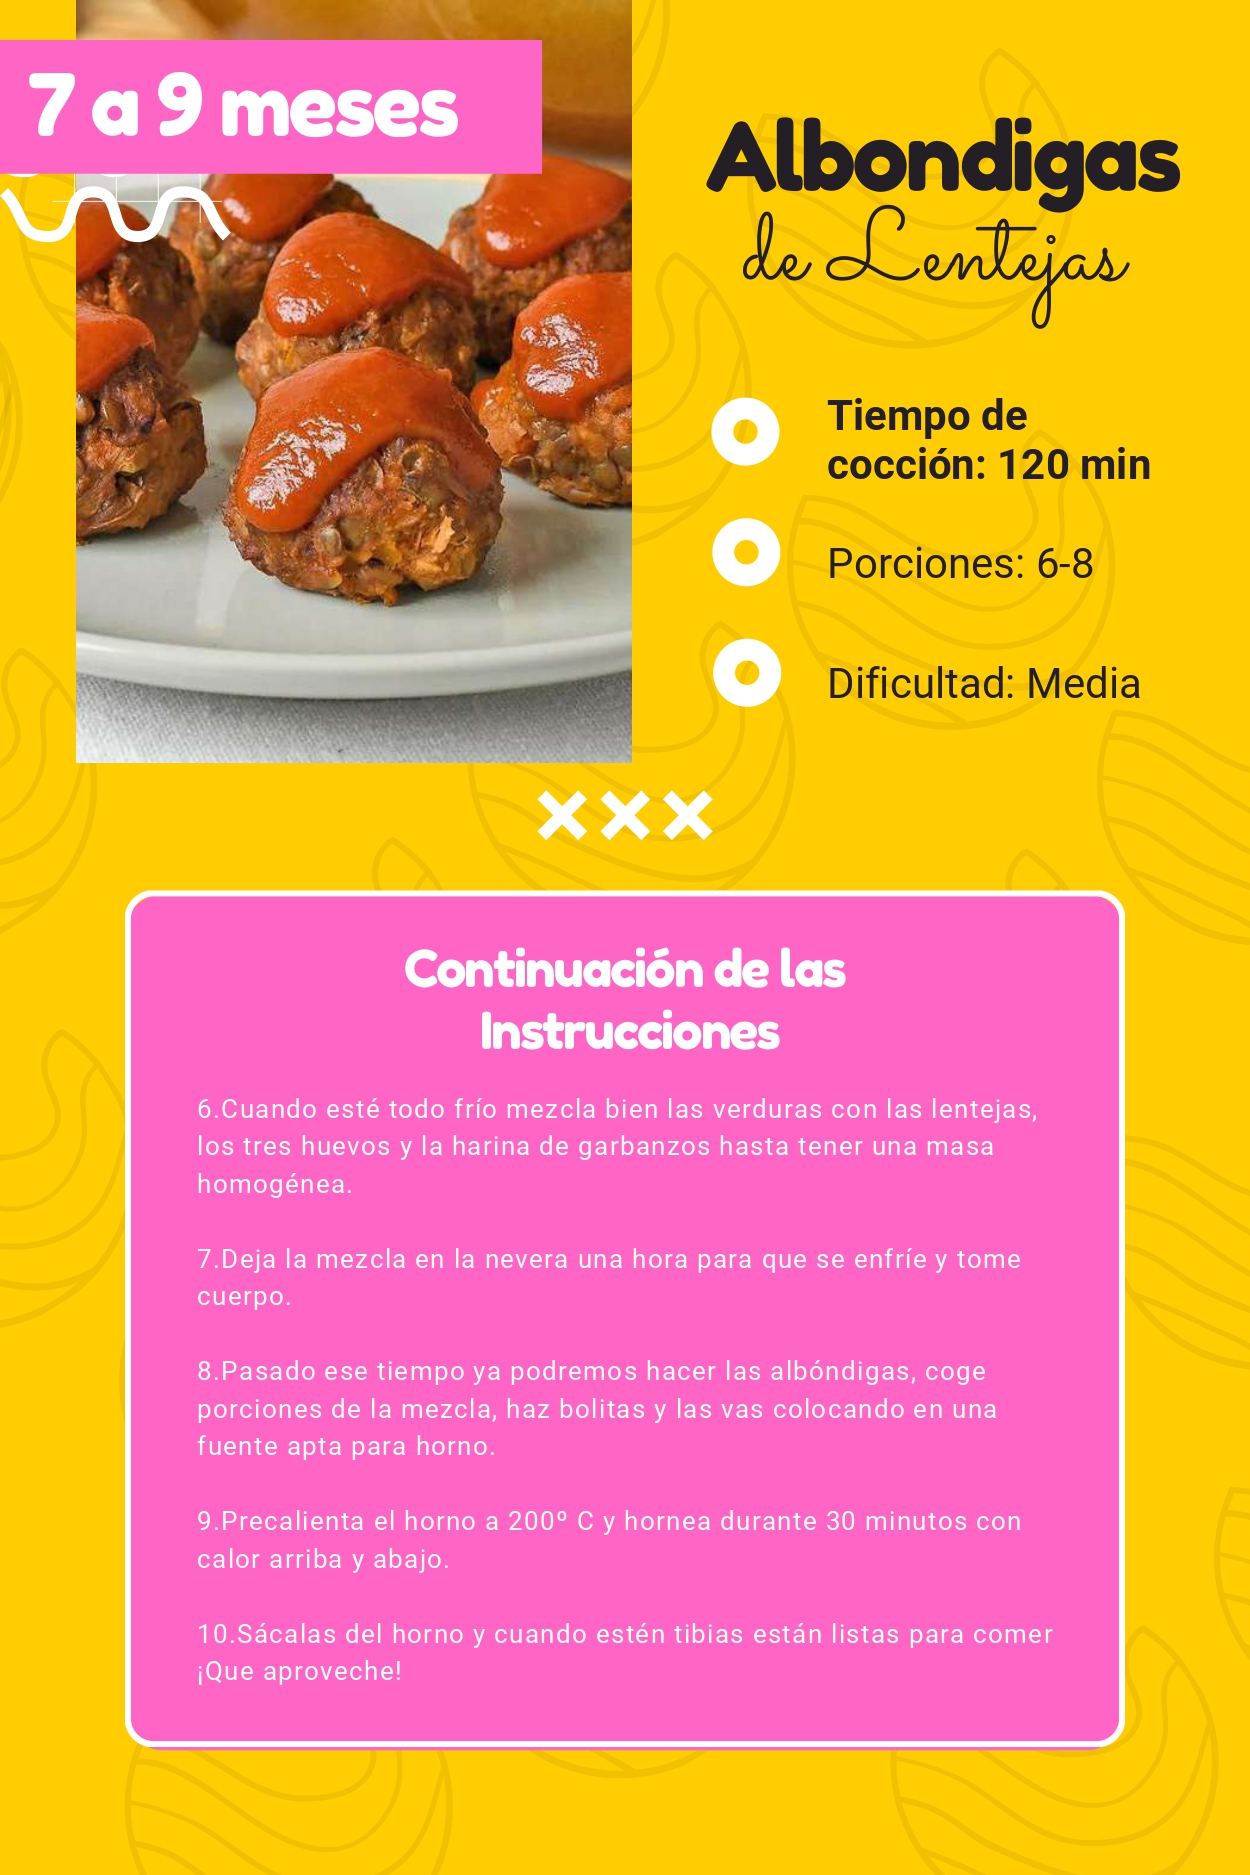 7 a 9 meses
Albondigas
de Lentejas
Tiempo de
cocción: 120 min
Porciones: 6-8
Dificultad: Media
Continuación de las
Instrucciones
6.Cuando esté todo frío mezcla bien las verduras con las lentejas,
los tres huevos y la harina de garbanzos hasta tener una masa
homogénea.
7.Deja la mezcla en la nevera una hora para que se enfríe y tome
cuerpo.
8.Pasado ese tiempo ya podremos hacer las albóndigas, coge
porciones de la mezcla, haz bolitas y las vas colocando en una
fuente apta para horno.
9.Precalienta el horno a 200º C y hornea durante 30 minutos con
calor arriba y abajo.
10.Sácalas del horno y cuando estén tibias están listas para comer
¡Que aproveche!